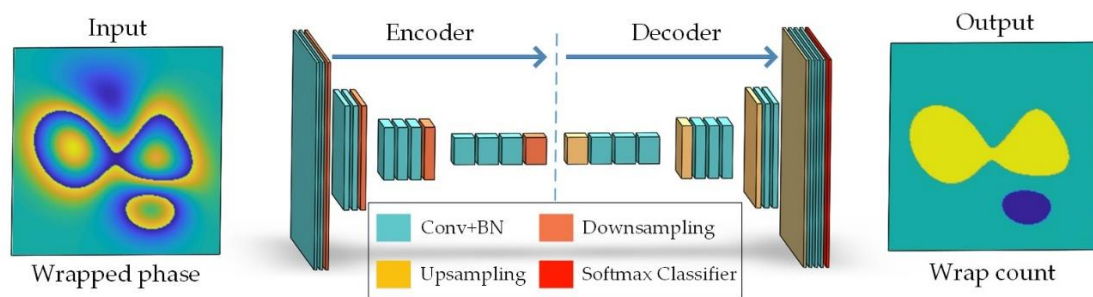 Input
Encoder
Decoder
Output
Conv+BN
Downsampling
Upsampling
Softmax Classifier
Wrapped phase
Wrap count